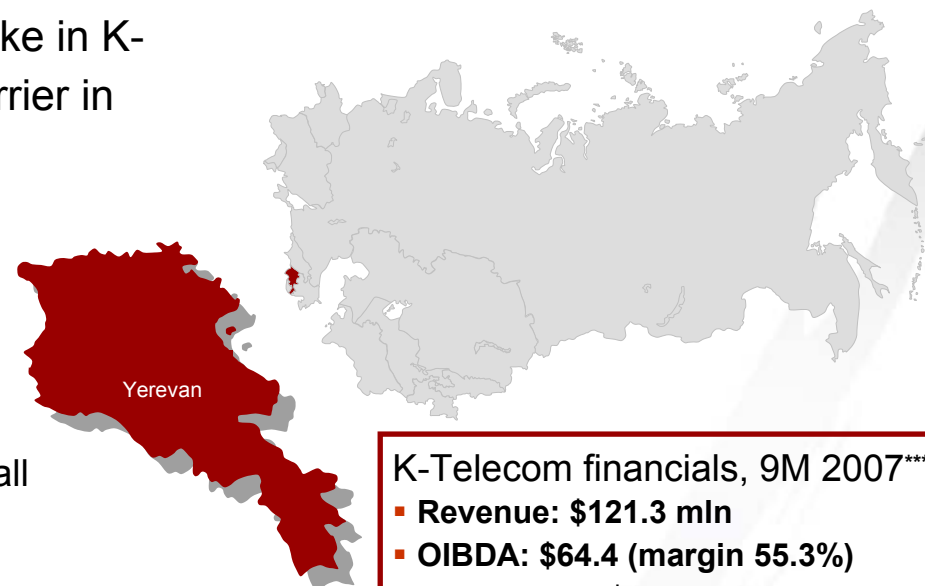 ke in K-
rrier in
Yerevan
all
K-Telecom financials, 9M 2007***
▪ Revenue: $121.3 mln
▪ OIBDA: $64.4 (margin 55.3%)